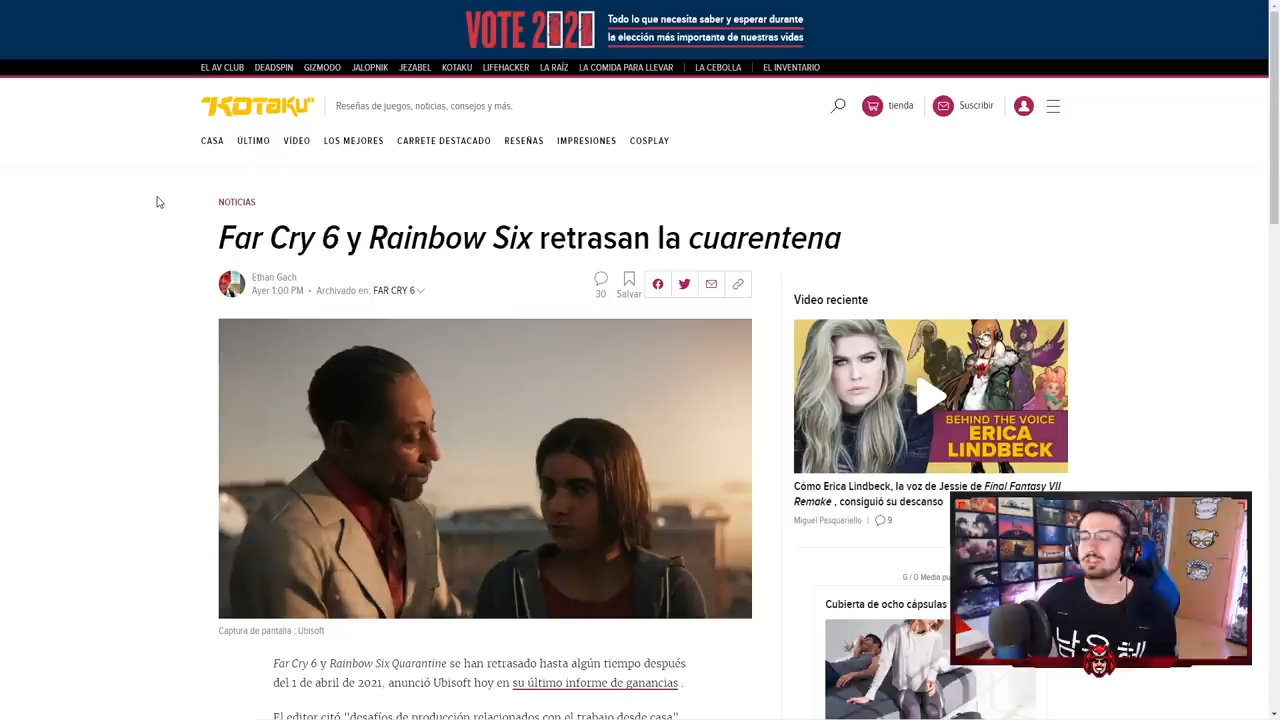 VOTE 2020
Todo lo que necesita saber y esperar durante
la elección más importante de nuestras vidas
EL AV CLUB DEADSPIN GIZMODO JALOPNIK JEZABEL KOTAKU LIFEHACKER LA RAÍZ LA COMIDA PARA LLEVAR LA CEBOLLA EL INVENTARIO
KOTAKU
Reseñas de juegos, noticias, consejos y más.
tienda
Suscribir
CASA ÚLTIMO VÍDEO LOS MEJORES CARRETE DESTACADO RESEÑAS IMPRESIONES COSPLAY
NOTICIAS
Far Cry 6 y Rainbow Six retrasan la cuarentena
Ethan Gach
Ayer 1:00 PM • Archivado en: FAR CRY 6
30
Salvar
Captura de pantalla : Ubisoft
Far Cry 6 y Rainbow Six Quarantine se han retrasado hasta algún tiempo después
del 1 de abril de 2021, anunció Ubisoft hoy en su último informe de ganancias .
El editor citó "desafíos de producción relacionados con el trabajo desde casa"
Video reciente
BEHIND THE VOICE
ERICA
LINDBECK
Cómo Erica Lindbeck, la voz de Jessie de Final Fantasy VII
Remake , consiguió su descanso
Miguel Pasquariello | 9
G / O Media pu
Cubierta de ocho cápsulas